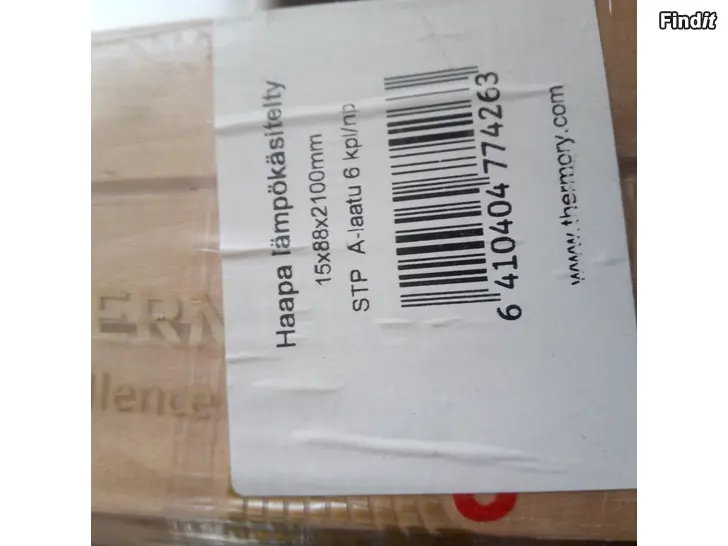 Haapa lämpökäsitelty
15x88x2100mm
STP A-laatu 6 kpl/np
6 410404 774263
www.thermory.com
ERM
llence
Findit